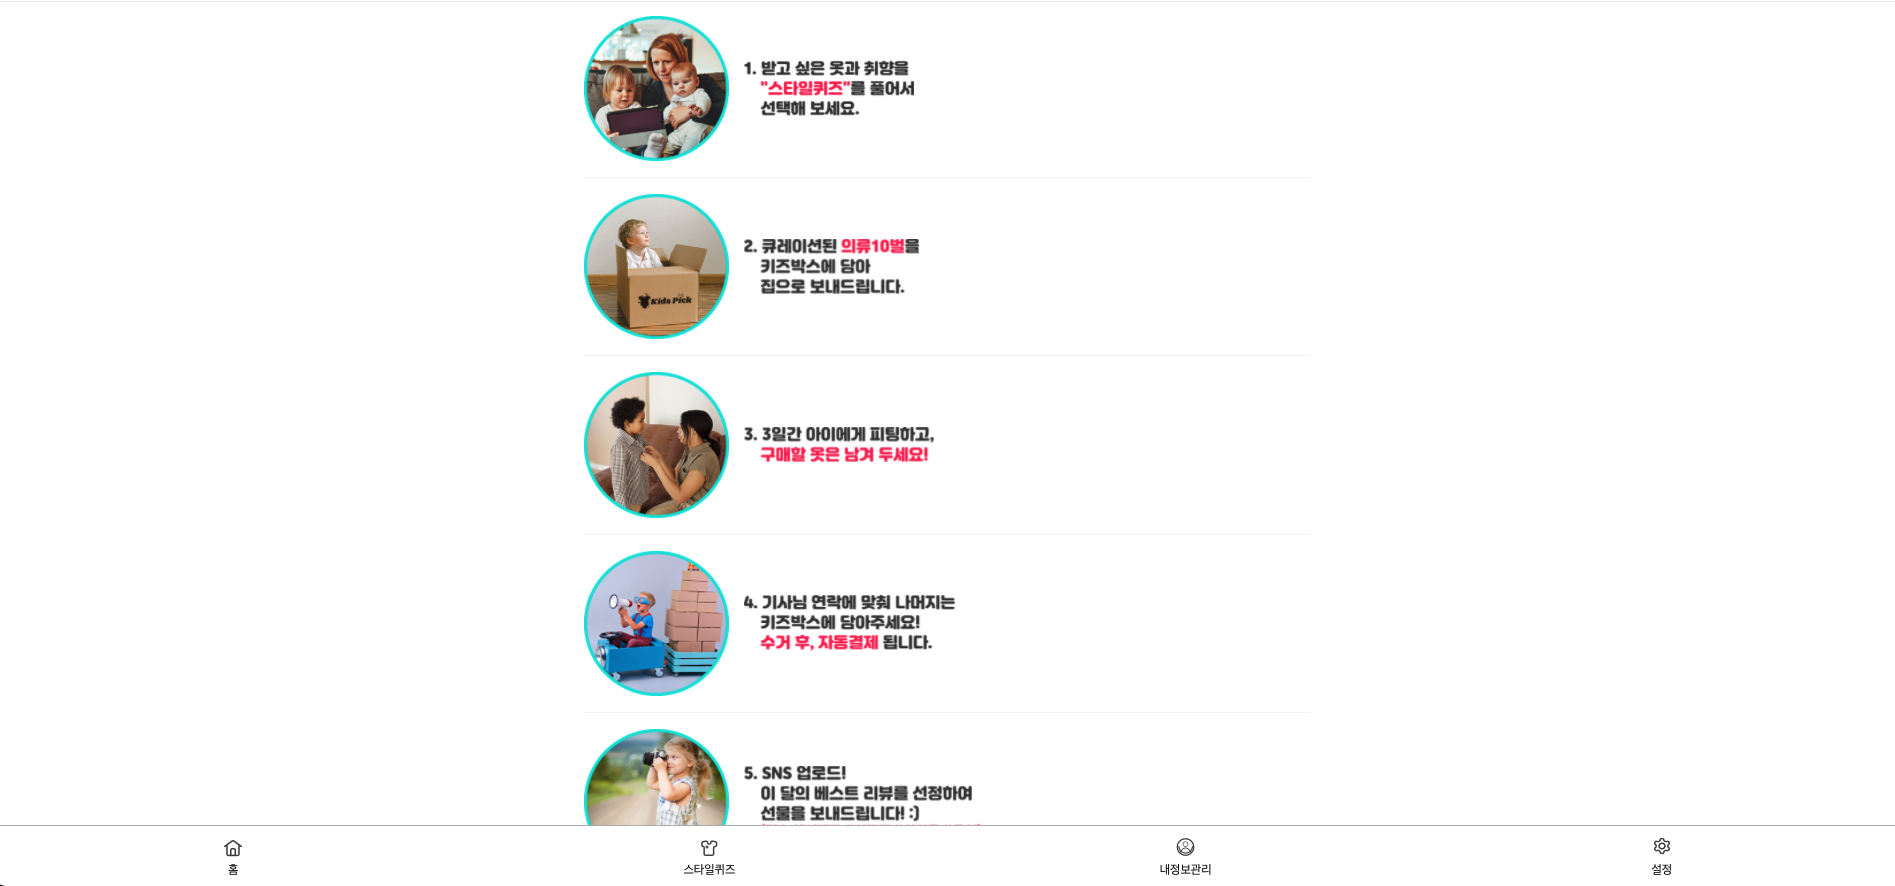 1. 받고 싶은 옷과 취향을
"스타일퀴즈"를 풀어서
선택해 보세요.
Kids Pick
2. 큐레이션된 의류10벌을
키즈박스에 담아
집으로 보내드립니다.
3. 3일간 아이에게 피팅하고,
구매할 옷은 남겨 두세요!
4. 기사님 연락에 맞춰 나머지는
키즈박스에 담아주세요!
수거 후, 자동결제 됩니다.
5. SNS 업로드!
이 달의 베스트 리뷰를 선정하여
선물을 보내드립니다! :)
홈
스타일퀴즈
내정보관리
설정